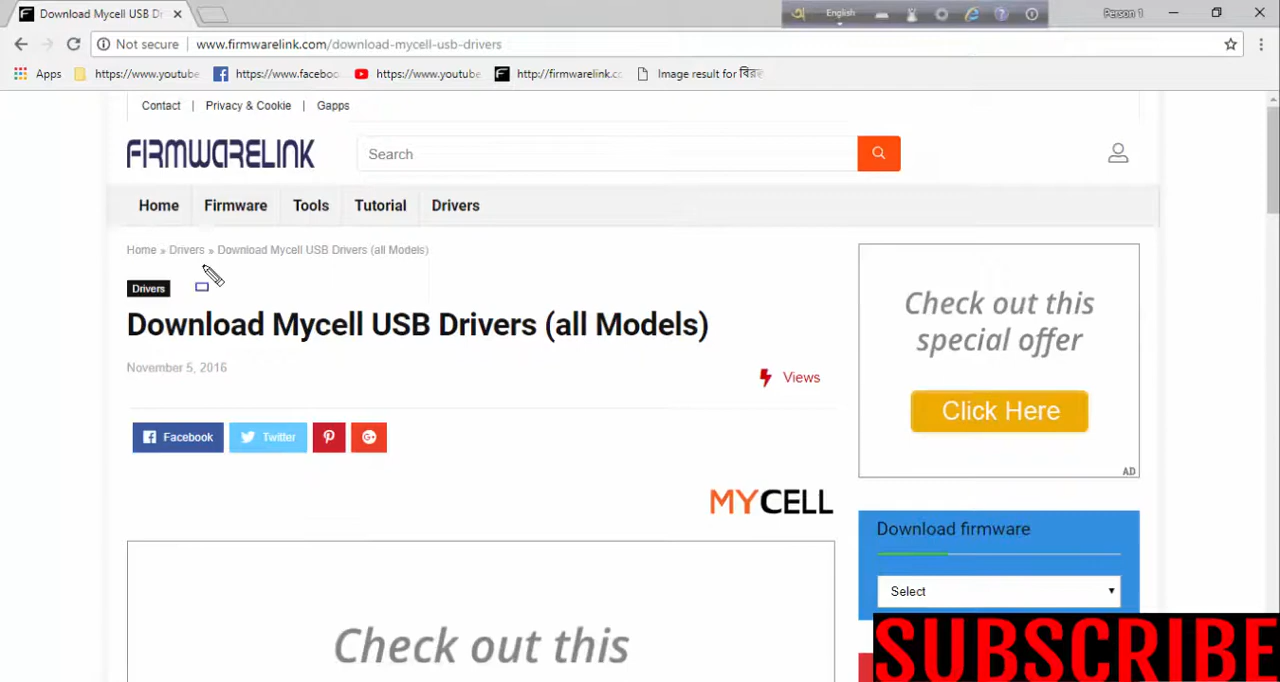 Download Mycell USB Dr
English
Person 1
Not secure
www.firmwarelink.com/download-mycell-usb-drivers
Apps
https://www.youtube
https://www.faceboo
https://www.youtube
http://firmwarelink.co
Image result for বির
Contact | Privacy & Cookie | Gapps
FIRMWARELINK
Search
Home
Firmware
Tools
Tutorial
Drivers
Home » Drivers » Download Mycell USB Drivers (all Models)
Drivers
Download Mycell USB Drivers (all Models)
November 5, 2016
Views
Facebook
Twitter
MYCELL
Check out this
Check out this
special offer
Click Here
AD
Download firmware
Select
SUBSCRIBE